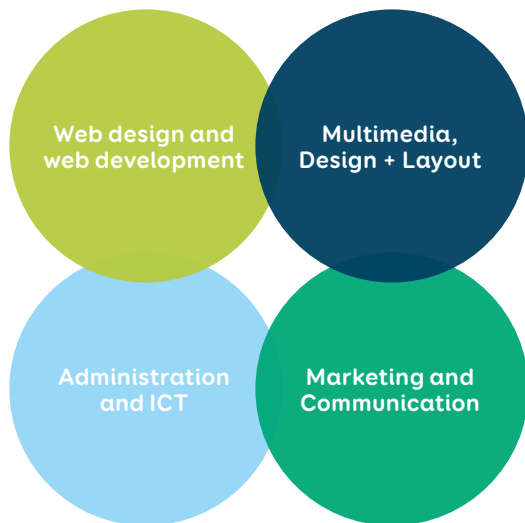 Web design and
web development
Multimedia,
Design + Layout
Administration
and ICT
Marketing and
Communication